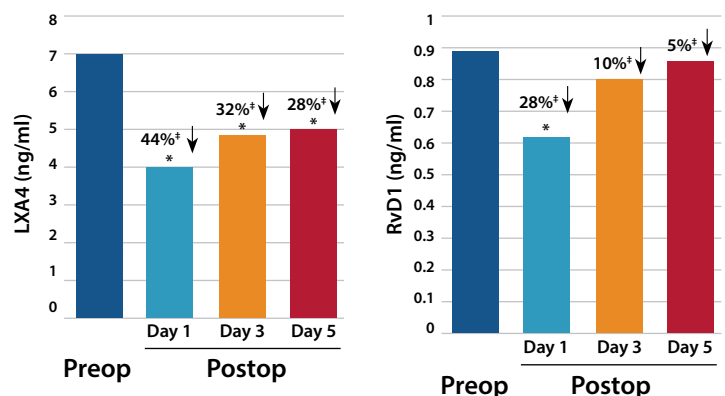 LXA4 (ng/ml)
8
7
6
5
4
3
2
1
0
44%‡
*
32%‡
*
28%‡
*
Day 1
Day 3
Day 5
Preop
Postop
RvD1 (ng/ml)
1
0.9
0.8
0.7
0.6
0.5
0.4
0.3
0.2
0.1
0
28%‡
*
10%‡
5%‡
Day 1
Day 3
Day 5
Preop
Postop